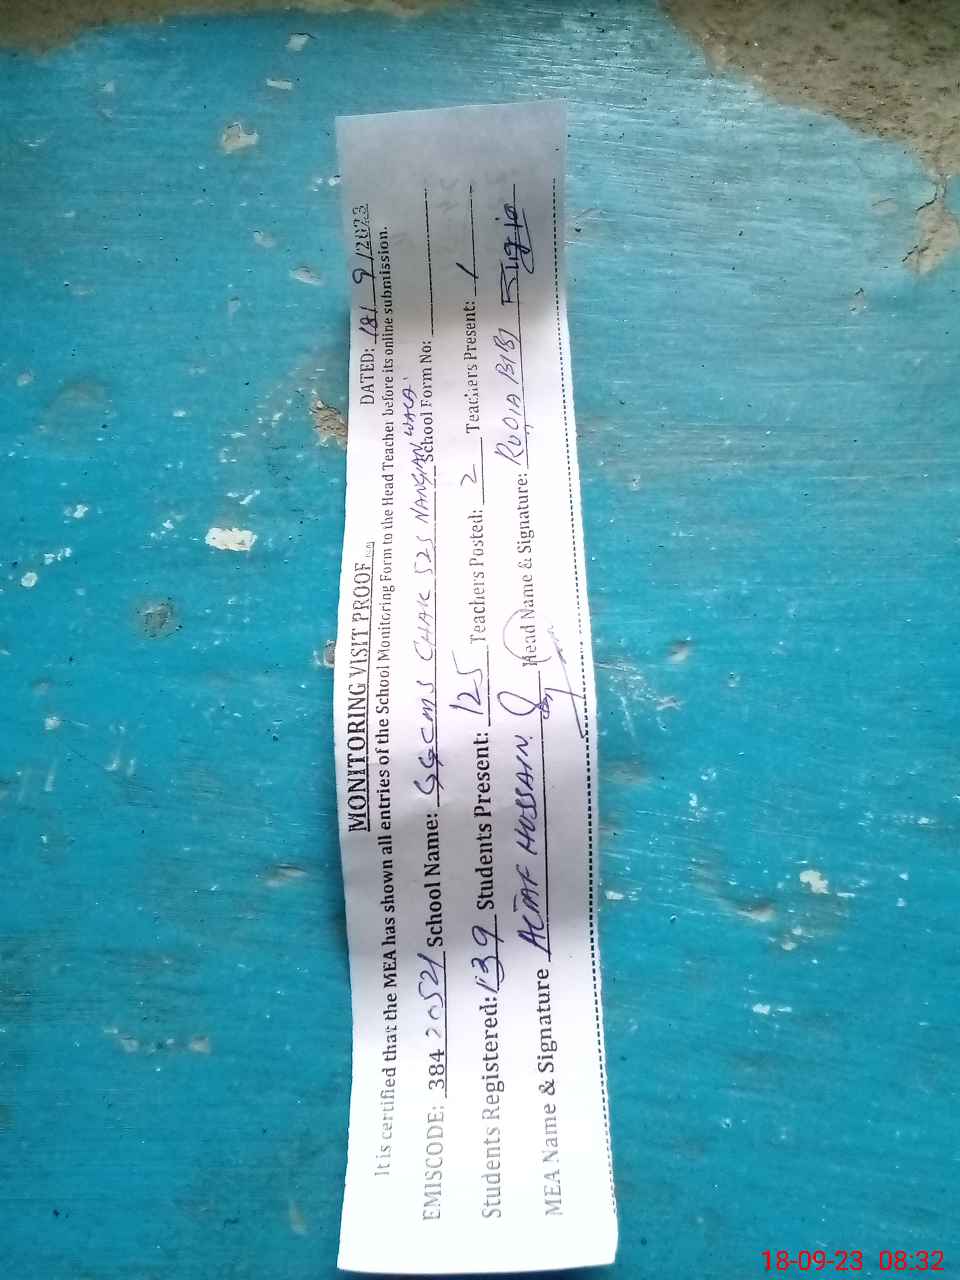 MONITORING VISIT PROOF DATED: 18/ 9 /2023
It is certified that the MEA has shown all entries of the School Monitoring Form to the Head Teacher before its online submission.
EMISCODE: 38420521 School Name: GGCMS CHAK 525 NANGIAN WALA School Form No:
Students Registered: 139 Students Present: 125 Teachers Posted: 2 Teachers Present: 1
MEA Name & Signature ALTAF HUSSAIN Head Name & Signature: RUQIA BIBI Ruqia
18-09-23 08:32